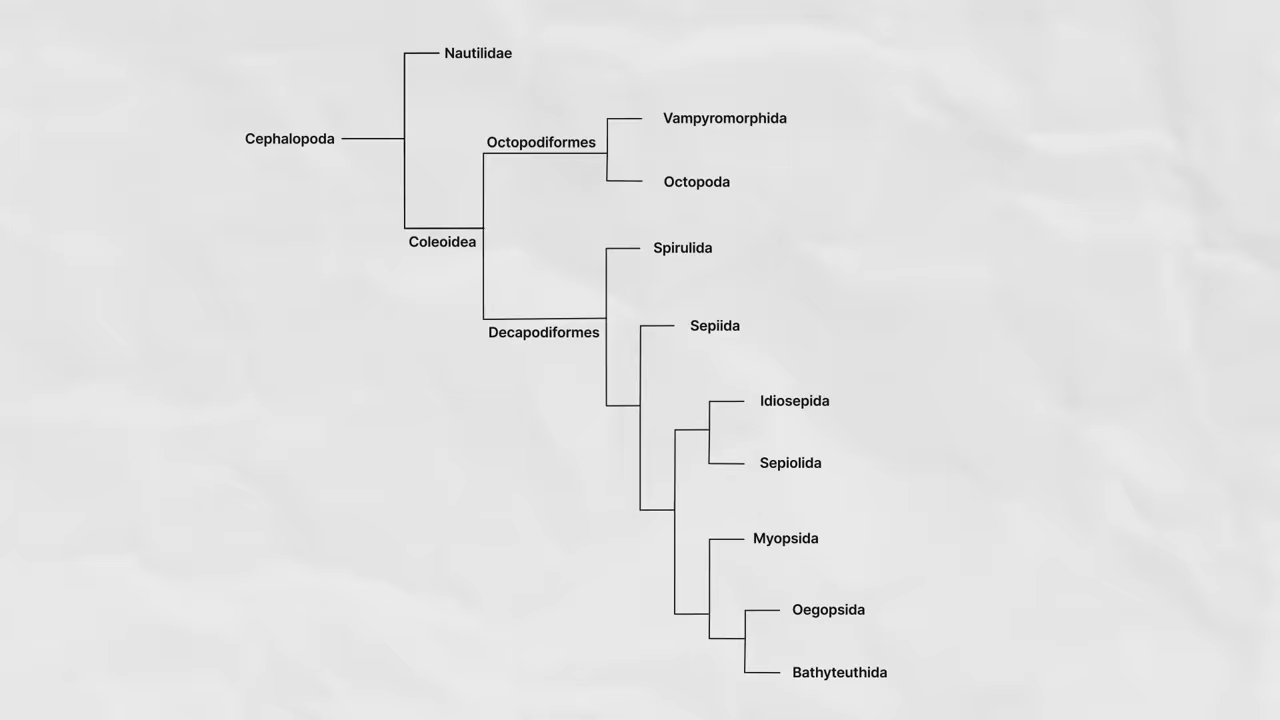 Nautilidae
Cephalopoda
Coleoidea
Octopodiformes
Vampyromorphida
Octopoda
Decapodiformes
Spirulida
Sepiida
Idiosepida
Sepiolida
Myopsida
Oegopsida
Bathyteuthida